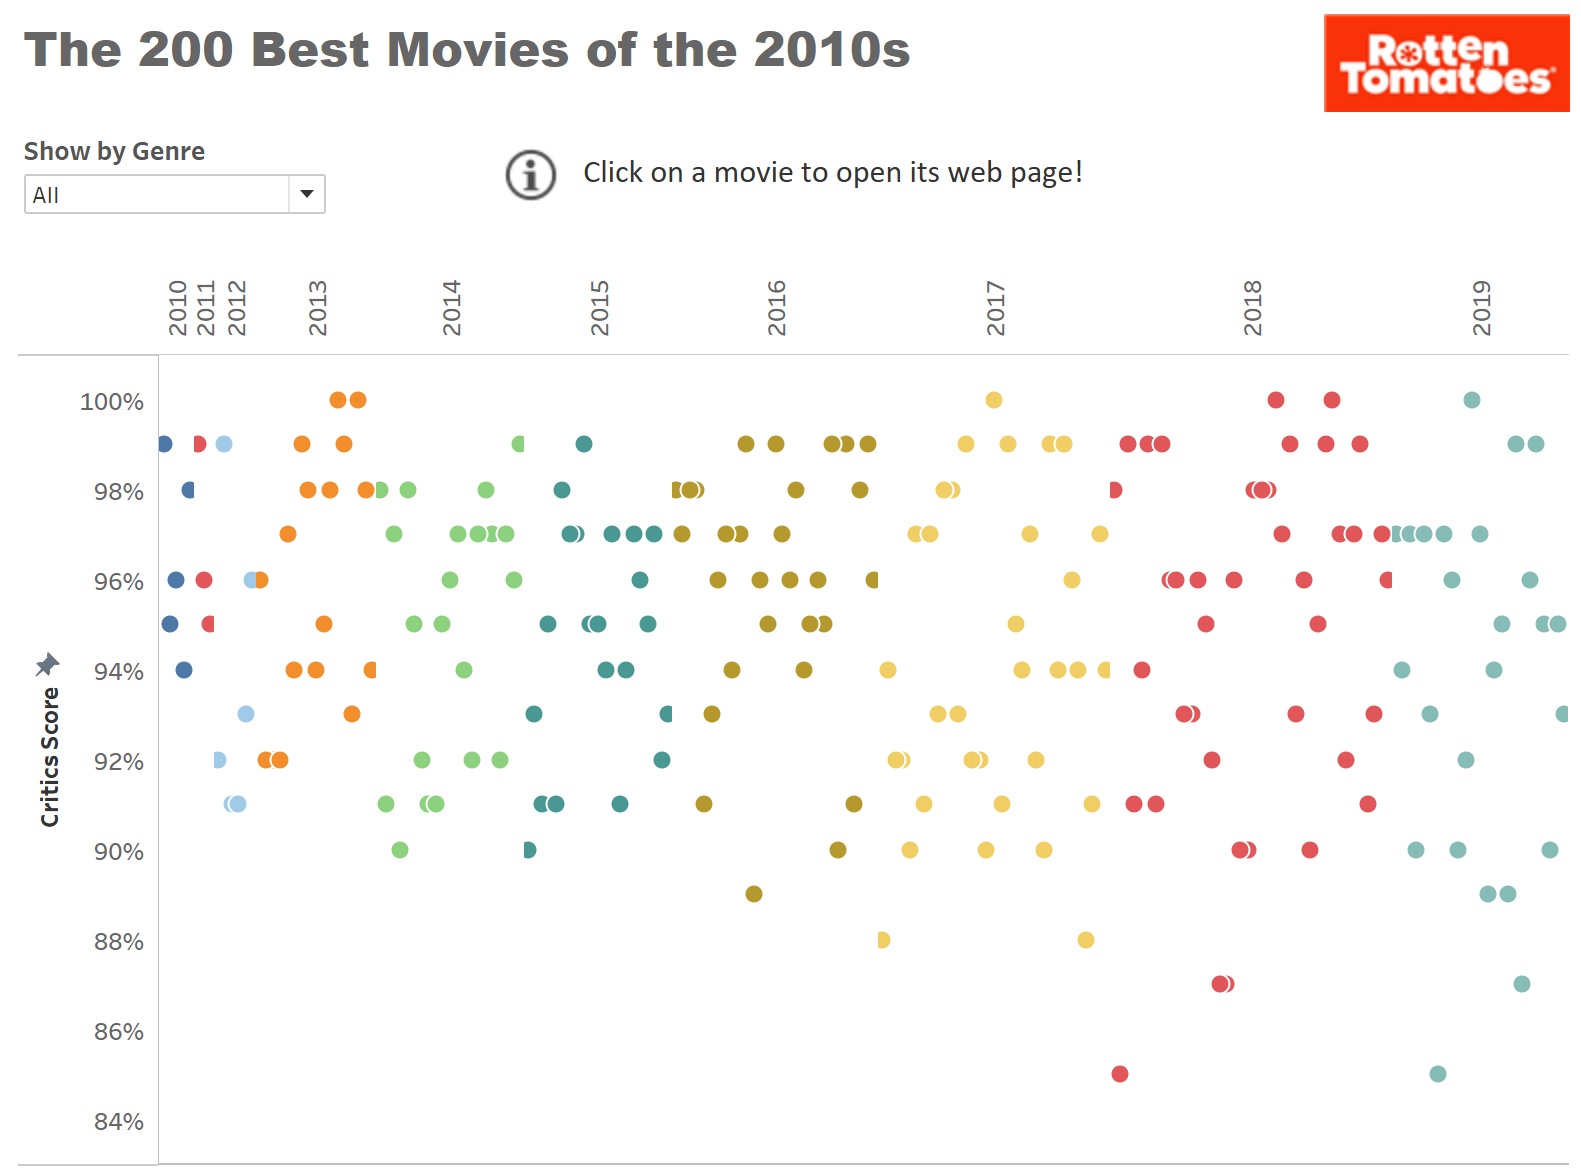 The 200 Best Movies of the 2010s
Rotten
Tomatoes®
Show by Genre
All
Click on a movie to open its web page!
2010
2011
2012
2013
2014
2015
2016
2017
2018
2019
100%
98%
96%
94%
92%
90%
88%
86%
84%
Critics Score